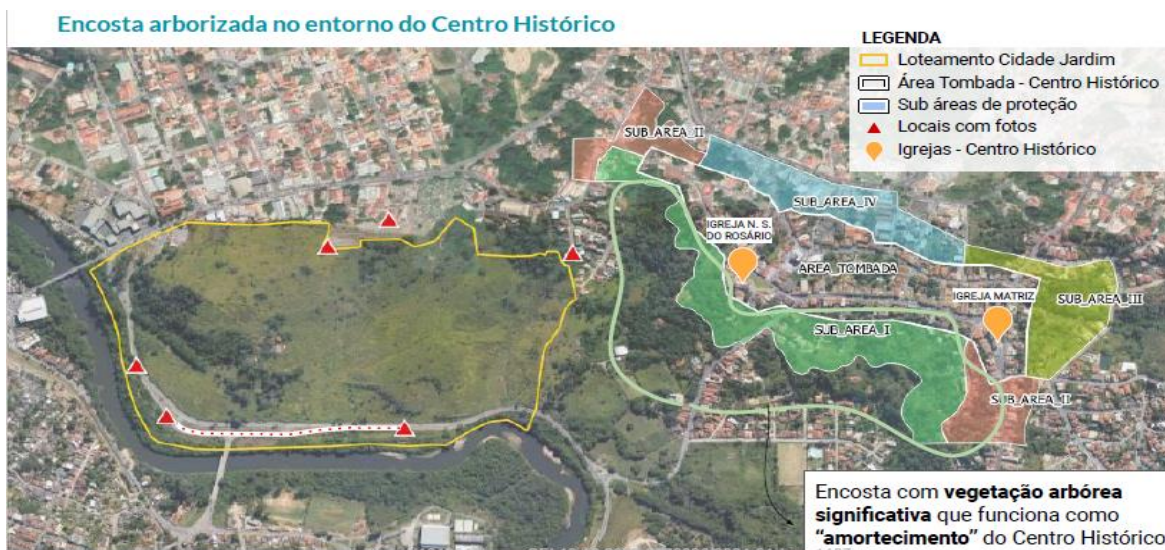 Encosta arborizada no entorno do Centro Histórico
LEGENDA
Loteamento Cidade Jardim
Área Tombada - Centro Histórico
Sub áreas de proteção
Locais com fotos
Igrejas - Centro Histórico
SUB_AREA_II
SUB_AREA_IV
IGREJA N. S.
DO ROSÁRIO
AREA_TOMBADA
IGREJA MATRIZ
SUB_AREA_III
SUB_AREA_I
SUB_AREA_II
Encosta com vegetação arbórea
significativa que funciona como
“amortecimento” do Centro Histórico